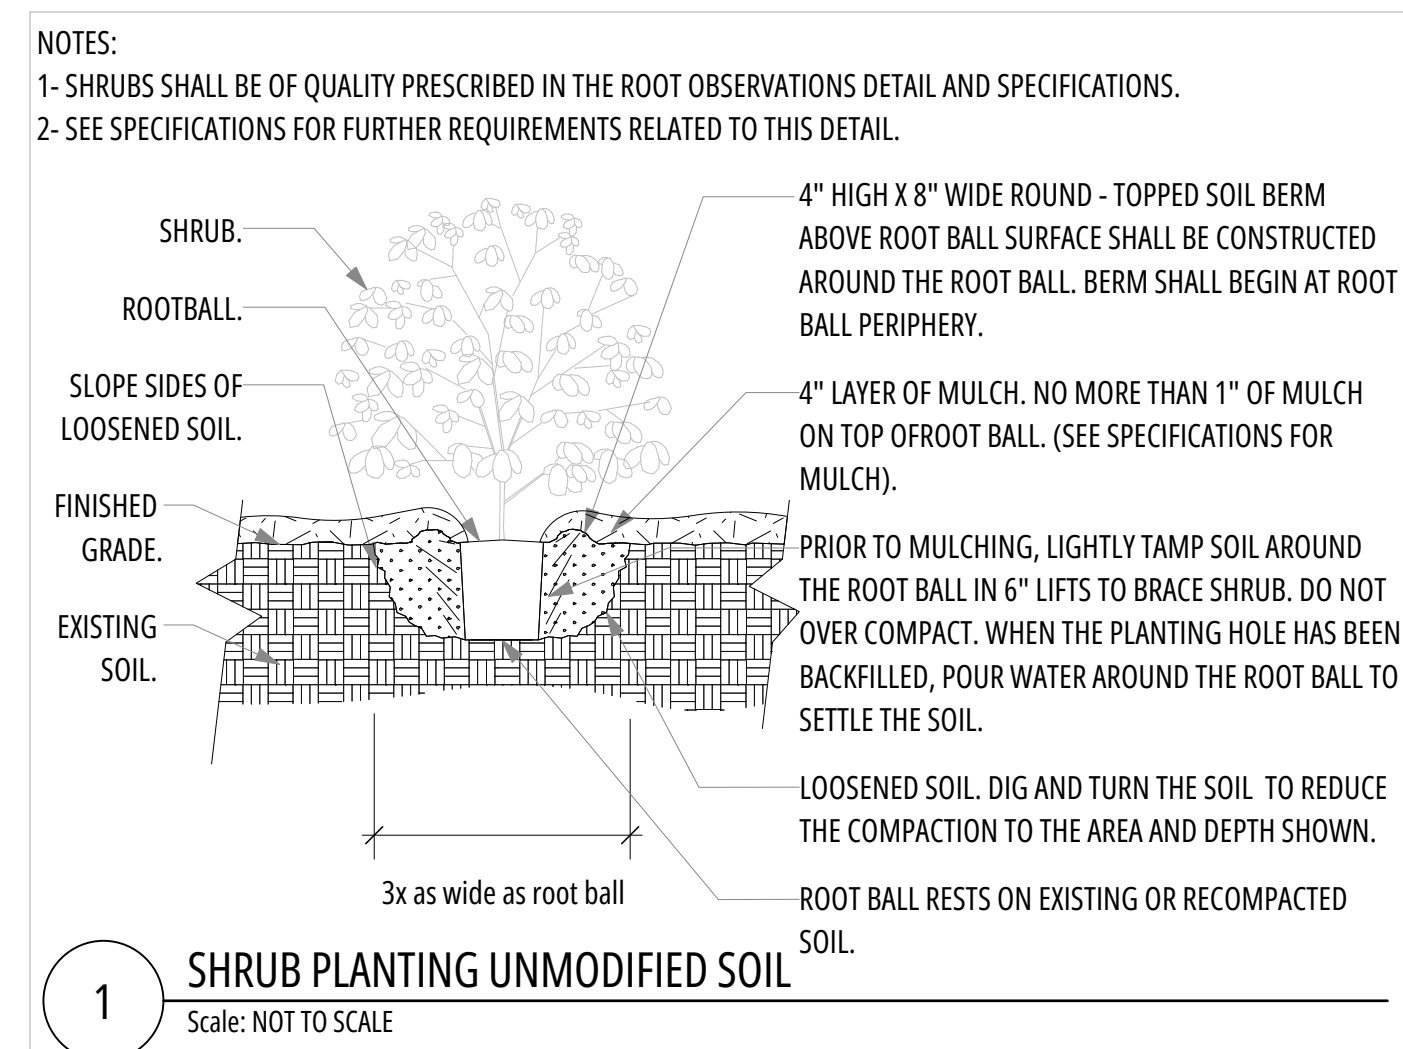 NOTES:
1- SHRUBS SHALL BE OF QUALITY PRESCRIBED IN THE ROOT OBSERVATIONS DETAIL AND SPECIFICATIONS.
2- SEE SPECIFICATIONS FOR FURTHER REQUIREMENTS RELATED TO THIS DETAIL.
SHRUB.
ROOTBALL.
SLOPE SIDES OF
LOOSENED SOIL.
FINISHED
GRADE.
EXISTING
SOIL.
4" HIGH X 8" WIDE ROUND - TOPPED SOIL BERM
ABOVE ROOT BALL SURFACE SHALL BE CONSTRUCTED
AROUND THE ROOT BALL. BERM SHALL BEGIN AT ROOT
BALL PERIPHERY.
4" LAYER OF MULCH. NO MORE THAN 1" OF MULCH
ON TOP OFROOT BALL. (SEE SPECIFICATIONS FOR
MULCH).
PRIOR TO MULCHING, LIGHTLY TAMP SOIL AROUND
THE ROOT BALL IN 6" LIFTS TO BRACE SHRUB. DO NOT
OVER COMPACT. WHEN THE PLANTING HOLE HAS BEEN
BACKFILLED, POUR WATER AROUND THE ROOT BALL TO
SETTLE THE SOIL.
LOOSENED SOIL. DIG AND TURN THE SOIL  TO REDUCE
THE COMPACTION TO THE AREA AND DEPTH SHOWN.
ROOT BALL RESTS ON EXISTING OR RECOMPACTED
SOIL.
3x as wide as root ball
1
SHRUB PLANTING UNMODIFIED SOIL
Scale: NOT TO SCALE